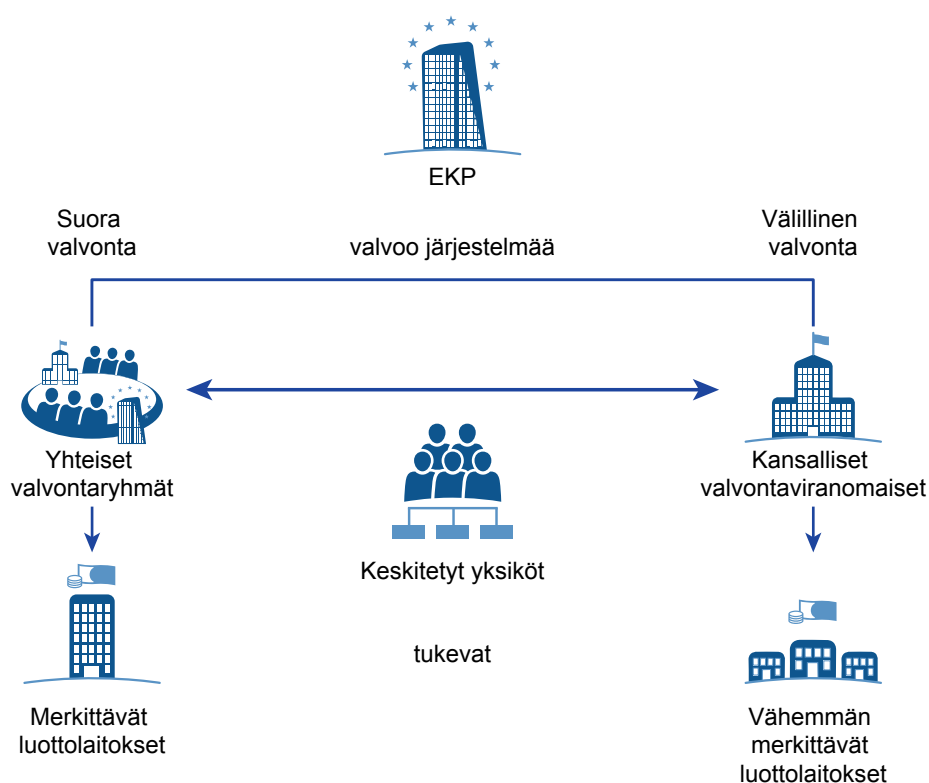 EKP
Suora
valvonta
valvoo järjestelmää
Välillinen
valvonta
Yhteiset
valvontaryhmät
Kansalliset
valvontaviranomaiset
Keskitetyt yksiköt
tukevat
Merkittävät
luottolaitokset
Vähemmän
merkittävät
luottolaitokset